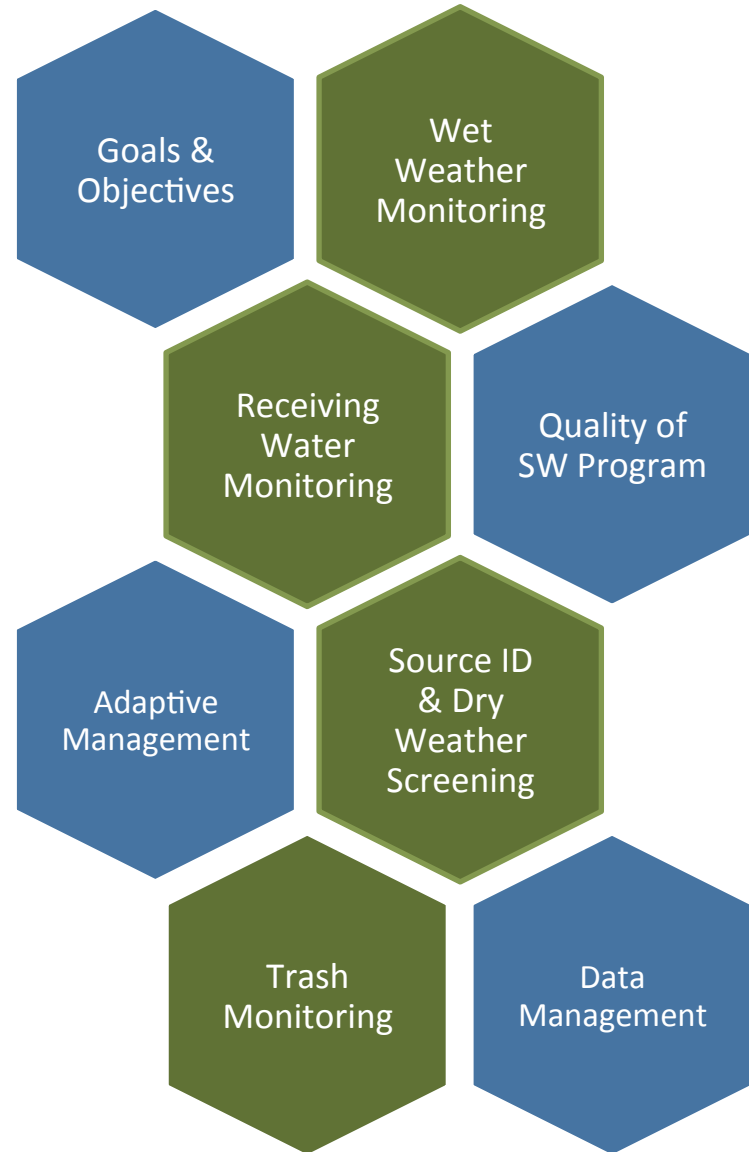 Goals &
Objectives
Wet
Weather
Monitoring
Receiving
Water
Monitoring
Quality of
SW Program
Adaptive
Management
Source ID
& Dry
Weather
Screening
Trash
Monitoring
Data
Management